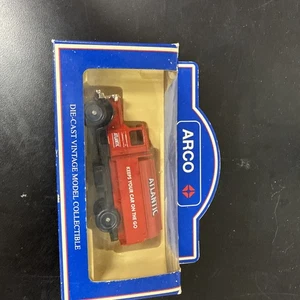 ARCO
ATLANTIC
KEEPS YOUR CAR ON THE GO
DIE-CAST VINTAGE MODEL COLLECTIBLE